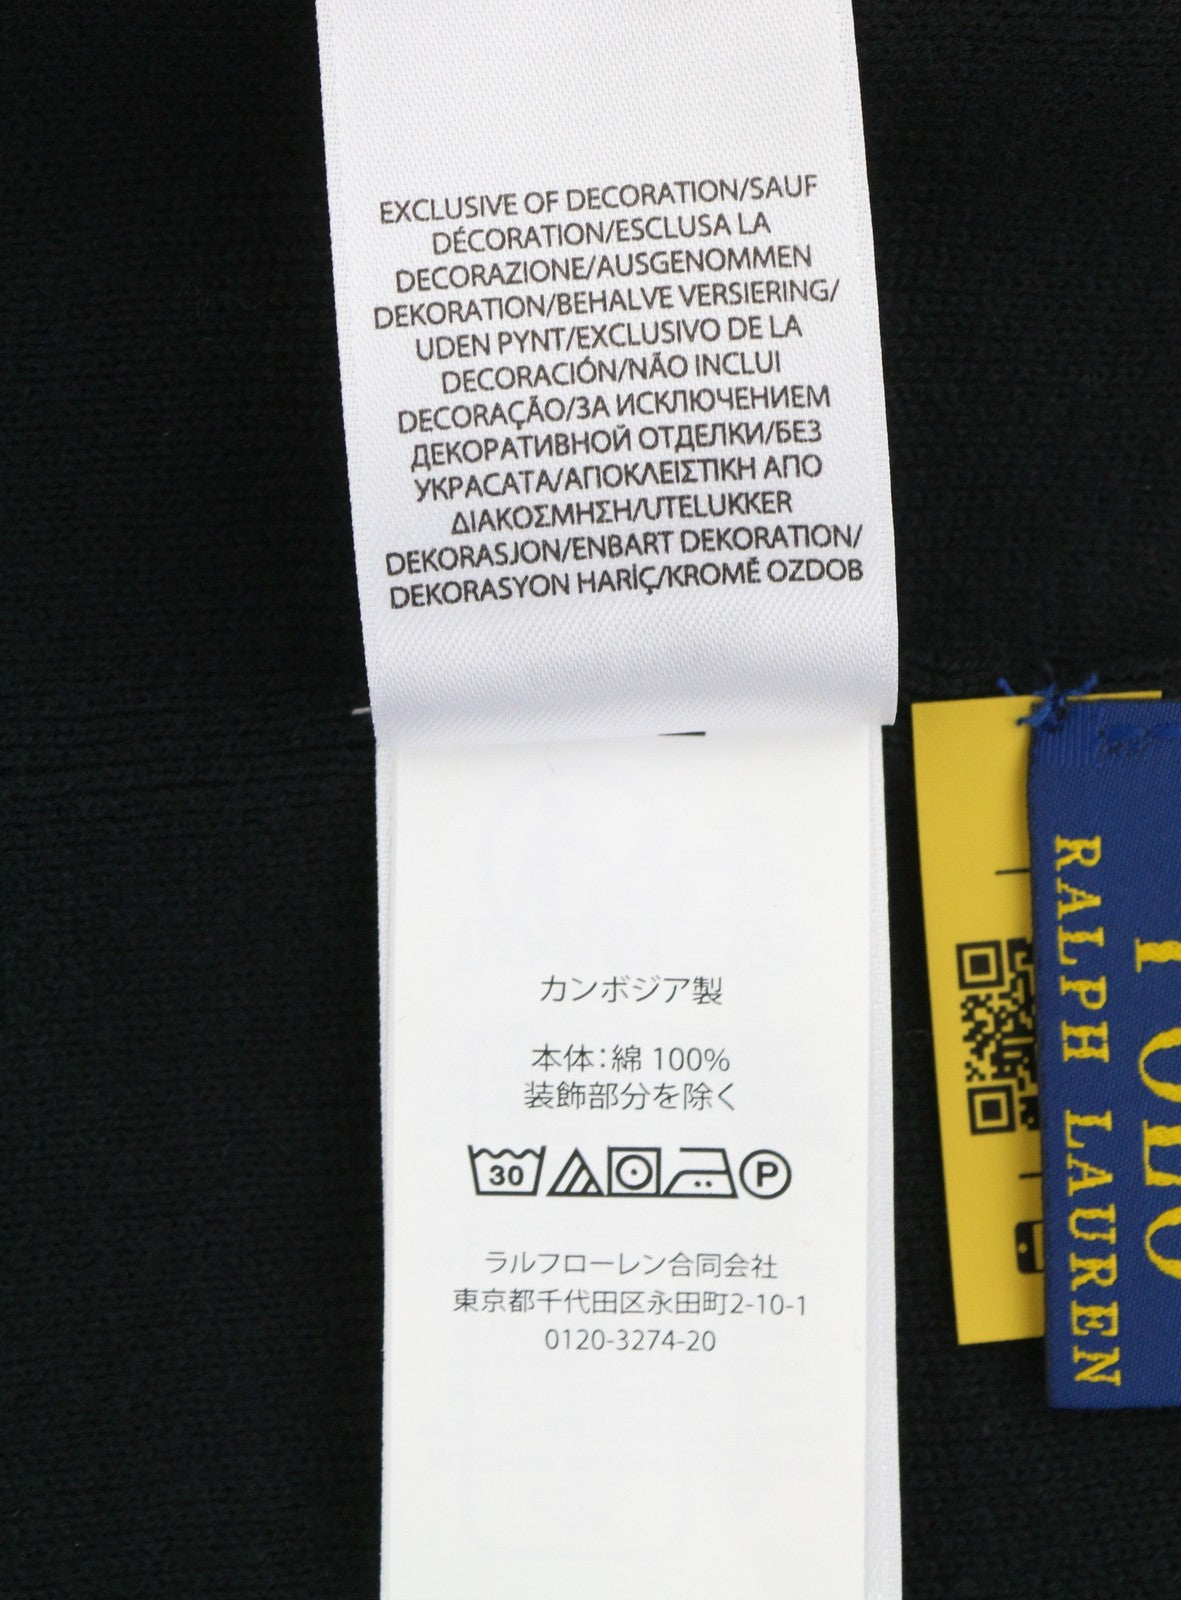 EXCLUSIVE OF DECORATION/SAUF
DÉCORATION/ESCLUSA LA
DECORAZIONE/AUSGENOMMEN
DEKORATION/BEHALVE VERSIERING/
UDEN PYNT/EXCLUSIVO DE LA
DECORACIÓN/NÃO INCLUI
DECORAÇÃO/ЗА ИСКЛЮЧЕНИЕМ
ДЕКОРАТИВНОЙ ОТДЕЛКИ/БЕЗ
УКРАСАТА/ΑΠΟΚΛΕΙΣΤΙΚΗ ΑΠΟ
ΔΙΑΚΟΣΜΗΣΗ/UTELUKKER
DEKORASJON/ENBART DEKORATION/
DEKORASYON HARİÇ/KROMĚ OZDOB
カンボジア製
本体:綿 100%
装飾部分を除く
30 P
ラルフローレン合同会社
東京都千代田区永田町2-10-1
0120-3274-20
POLO
RALPH LAUREN